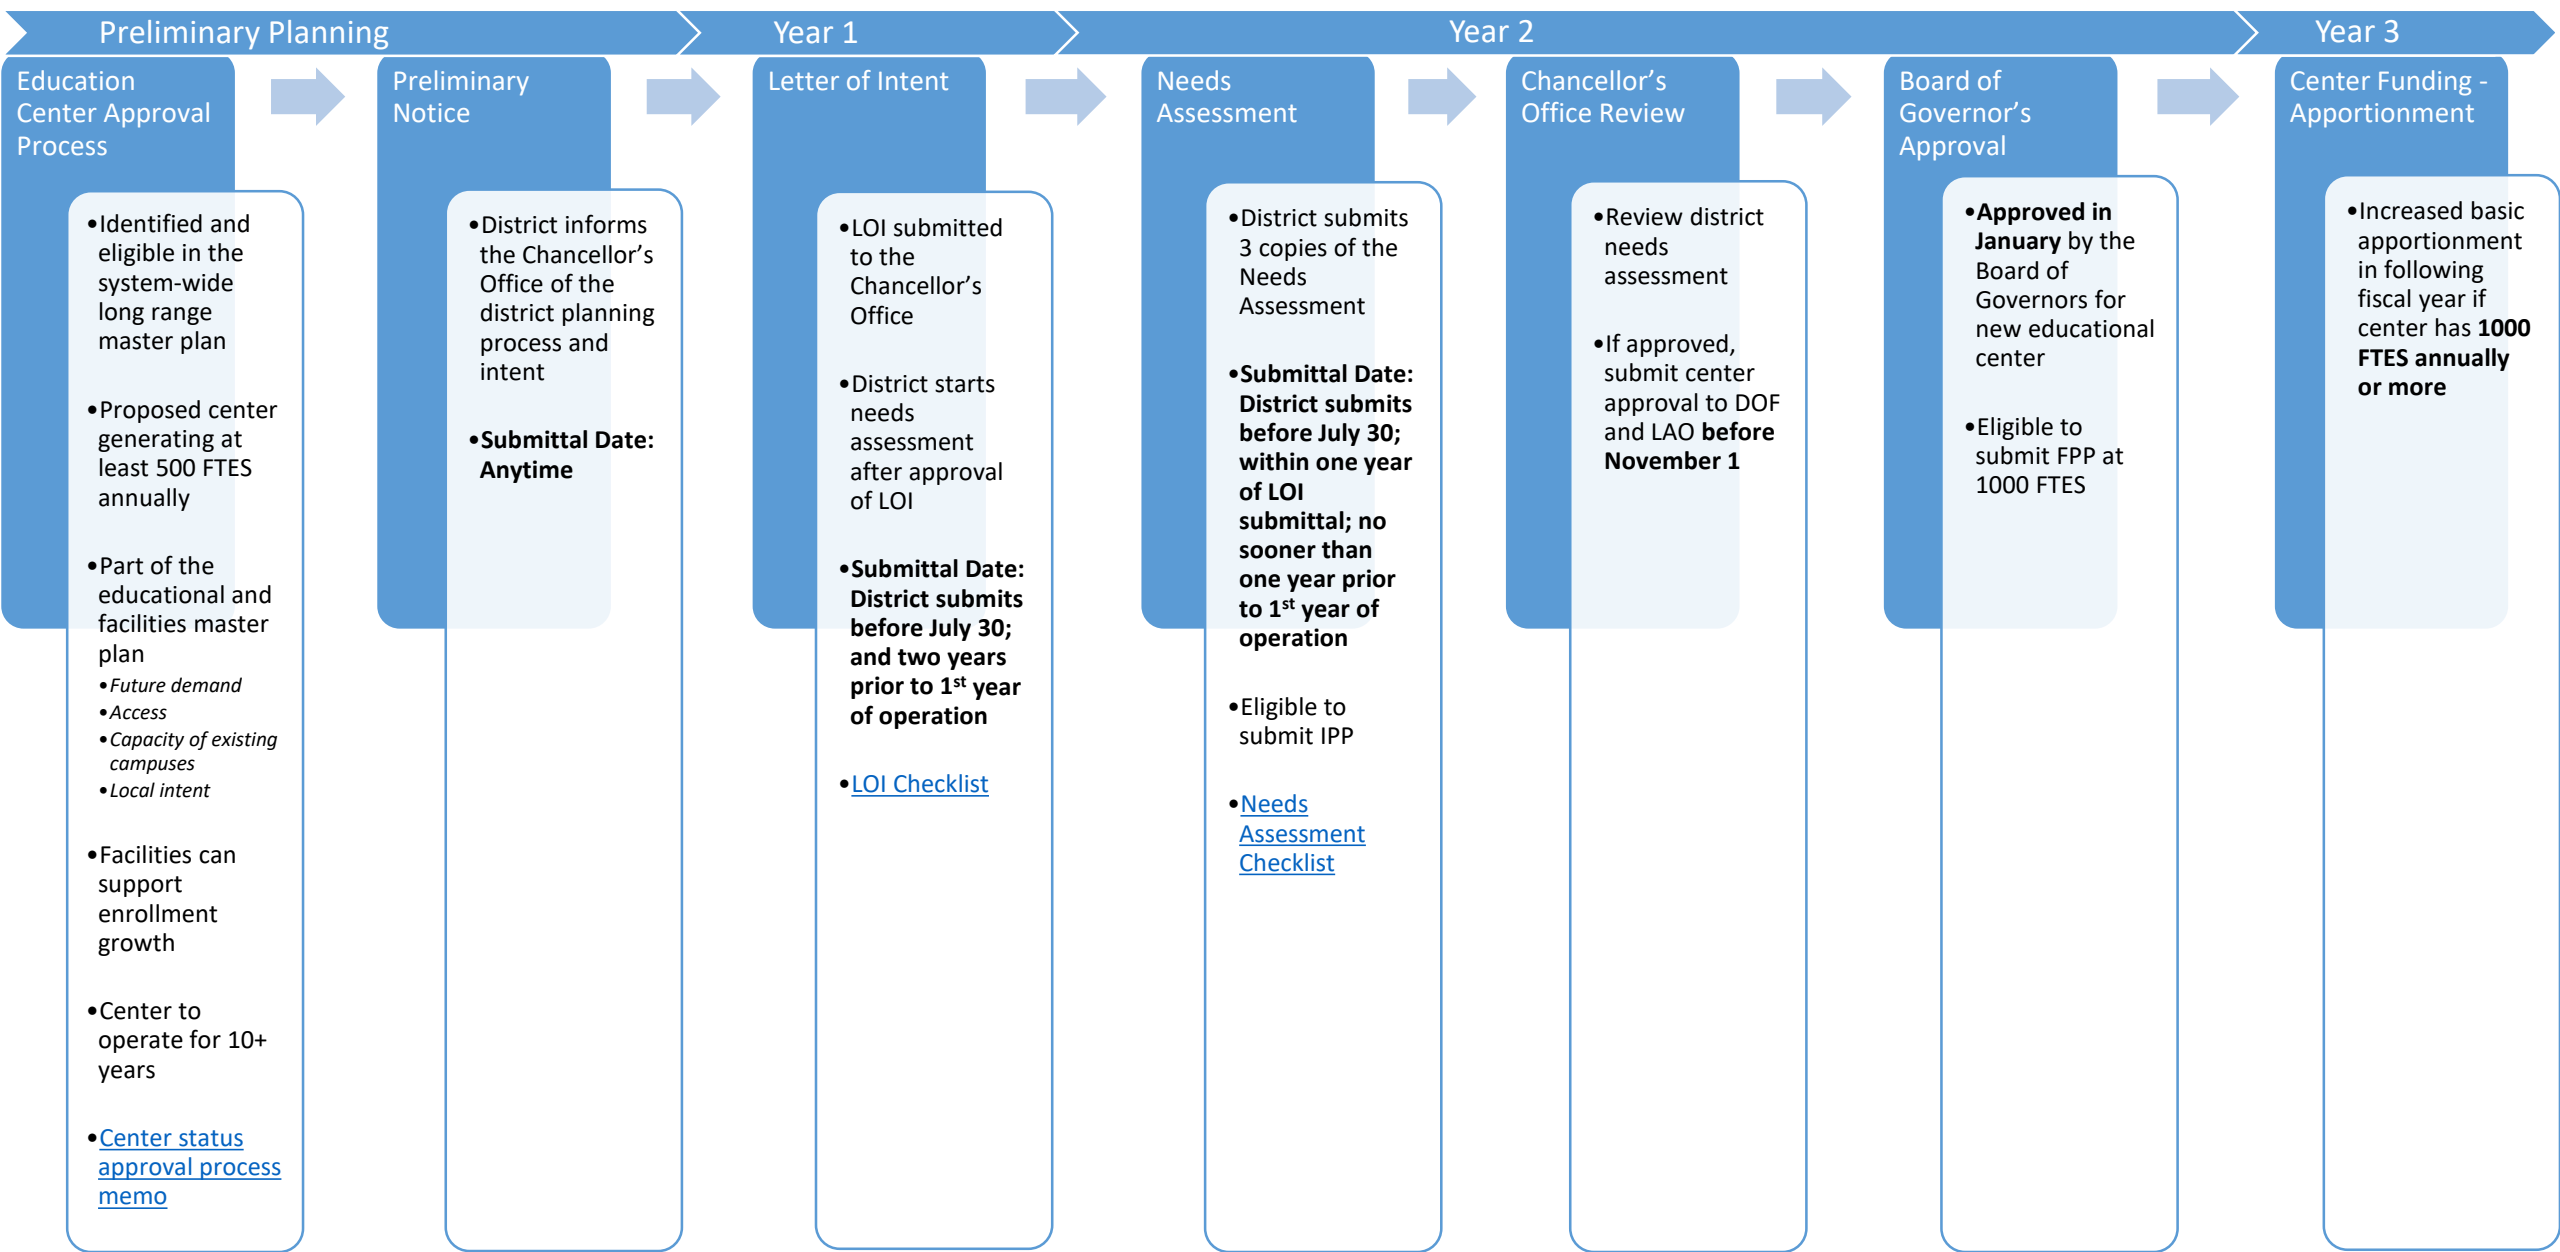 Preliminary Planning
Year 1
Year 2
Year 3
Education
Center Approval
Process
•Identified and
eligible in the
system-wide
long range
master plan
•Proposed center
generating at
least 500 FTES
annually
•Part of the
educational and
facilities master
plan
•Future demand
•Access
•Capacity of existing
campuses
•Local intent
•Facilities can
support
enrollment
growth
•Center to
operate for 10+
years
•Center status
approval process
memo
Preliminary
Notice
•District informs
the Chancellor’s
Office of the
district planning
process and
intent
•Submittal Date:
Anytime
Letter of Intent
•LOI submitted
to the
Chancellor’s
Office
•District starts
needs
assessment
after approval
of LOI
•Submittal Date:
District submits
before July 30;
and two years
prior to 1st year
of operation
•LOI Checklist
Needs
Assessment
•District submits
3 copies of the
Needs
Assessment
•Submittal Date:
District submits
before July 30;
within one year
of LOI
submittal; no
sooner than
one year prior
to 1st year of
operation
•Eligible to
submit IPP
•Needs
Assessment
Checklist
Chancellor’s
Office Review
•Review district
needs
assessment
•If approved,
submit center
approval to DOF
and LAO before
November 1
Board of
Governor’s
Approval
•Approved in
January by the
Board of
Governors for
new educational
center
•Eligible to
submit FPP at
1000 FTES
Center Funding -
Apportionment
•Increased basic
apportionment
in following
fiscal year if
center has 1000
FTES annually
or more